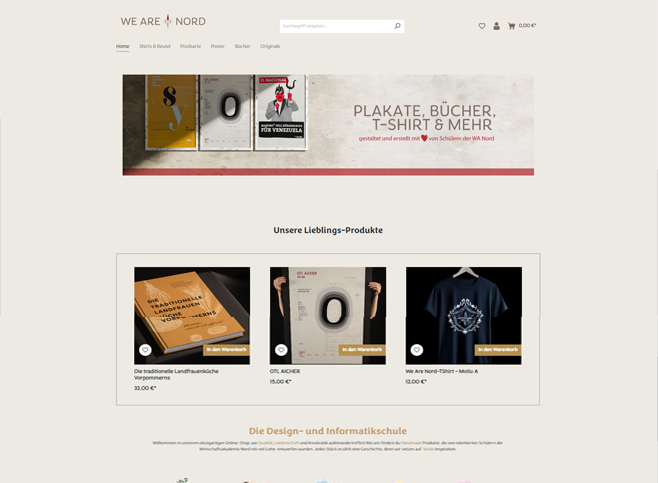 WE ARE NORD
Suchbegriff eingeben...
0,00 €*
Home Shirts & Beutel Postkarte Poster Bücher Originale
PLAKATE, BÜCHER,
T-SHIRT & MEHR
gestaltet und erstellt mit von Schülern der WA Nord
FÜR VENEZUELA
Unsere Lieblings-Produkte
DIE
TRADITIONELLE
LANDFRAUEN
KÜCHE
VORPOMMERNS
OTL AICHER
In den Warenkorb
In den Warenkorb
In den Warenkorb
Die traditionelle Landfrauenküche
Vorpommerns
32,00 €*
OTL AICHER
15,00 €*
We Are Nord-TShirt - Motiv A
12,00 €*
Die Design- und Informatikschule
Willkommen in unserem einzigartigen Online-Shop, wo Qualität, Leidenschaft und Kreativität aufeinandertreffen! Bei uns findest du Handmade-Produkte, die von talentierten Schülern der
Wirtschaftsakademie Nord mit viel Liebe entworfen wurden. Jedes Stück erzählt eine Geschichte, denn wir setzen auf lokale Inspiration.